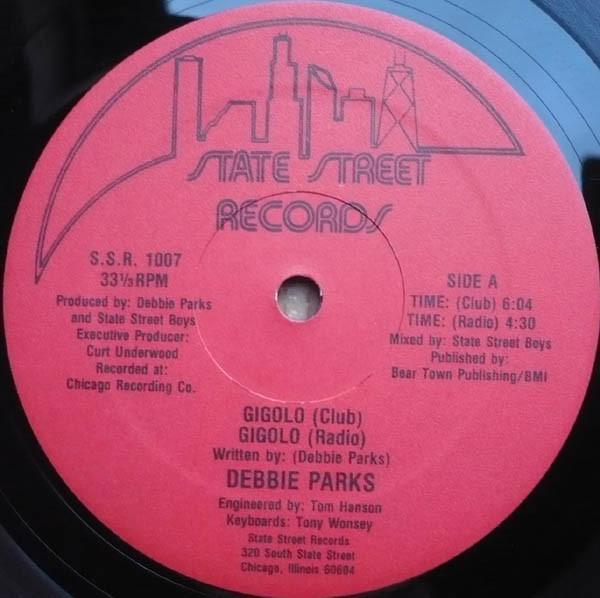 STATE STREET
RECORDS
S.S.R. 1007
33⅓ RPM
Produced by: Debbie Parks
and State Street Boys
Executive Producer:
Curt Underwood
Recorded at:
Chicago Recording Co.
SIDE A
TIME: (Club) 6:04
TIME: (Radio) 4:30
Mixed by: State Street Boys
Published by:
Bear Town Publishing/BMI
GIGOLO (Club)
GIGOLO (Radio)
Written by: (Debbie Parks)
DEBBIE PARKS
Engineered by: Tom Hanson
Keyboards: Tony Wonsey
State Street Records
320 South State Street
Chicago, Illinois 60604